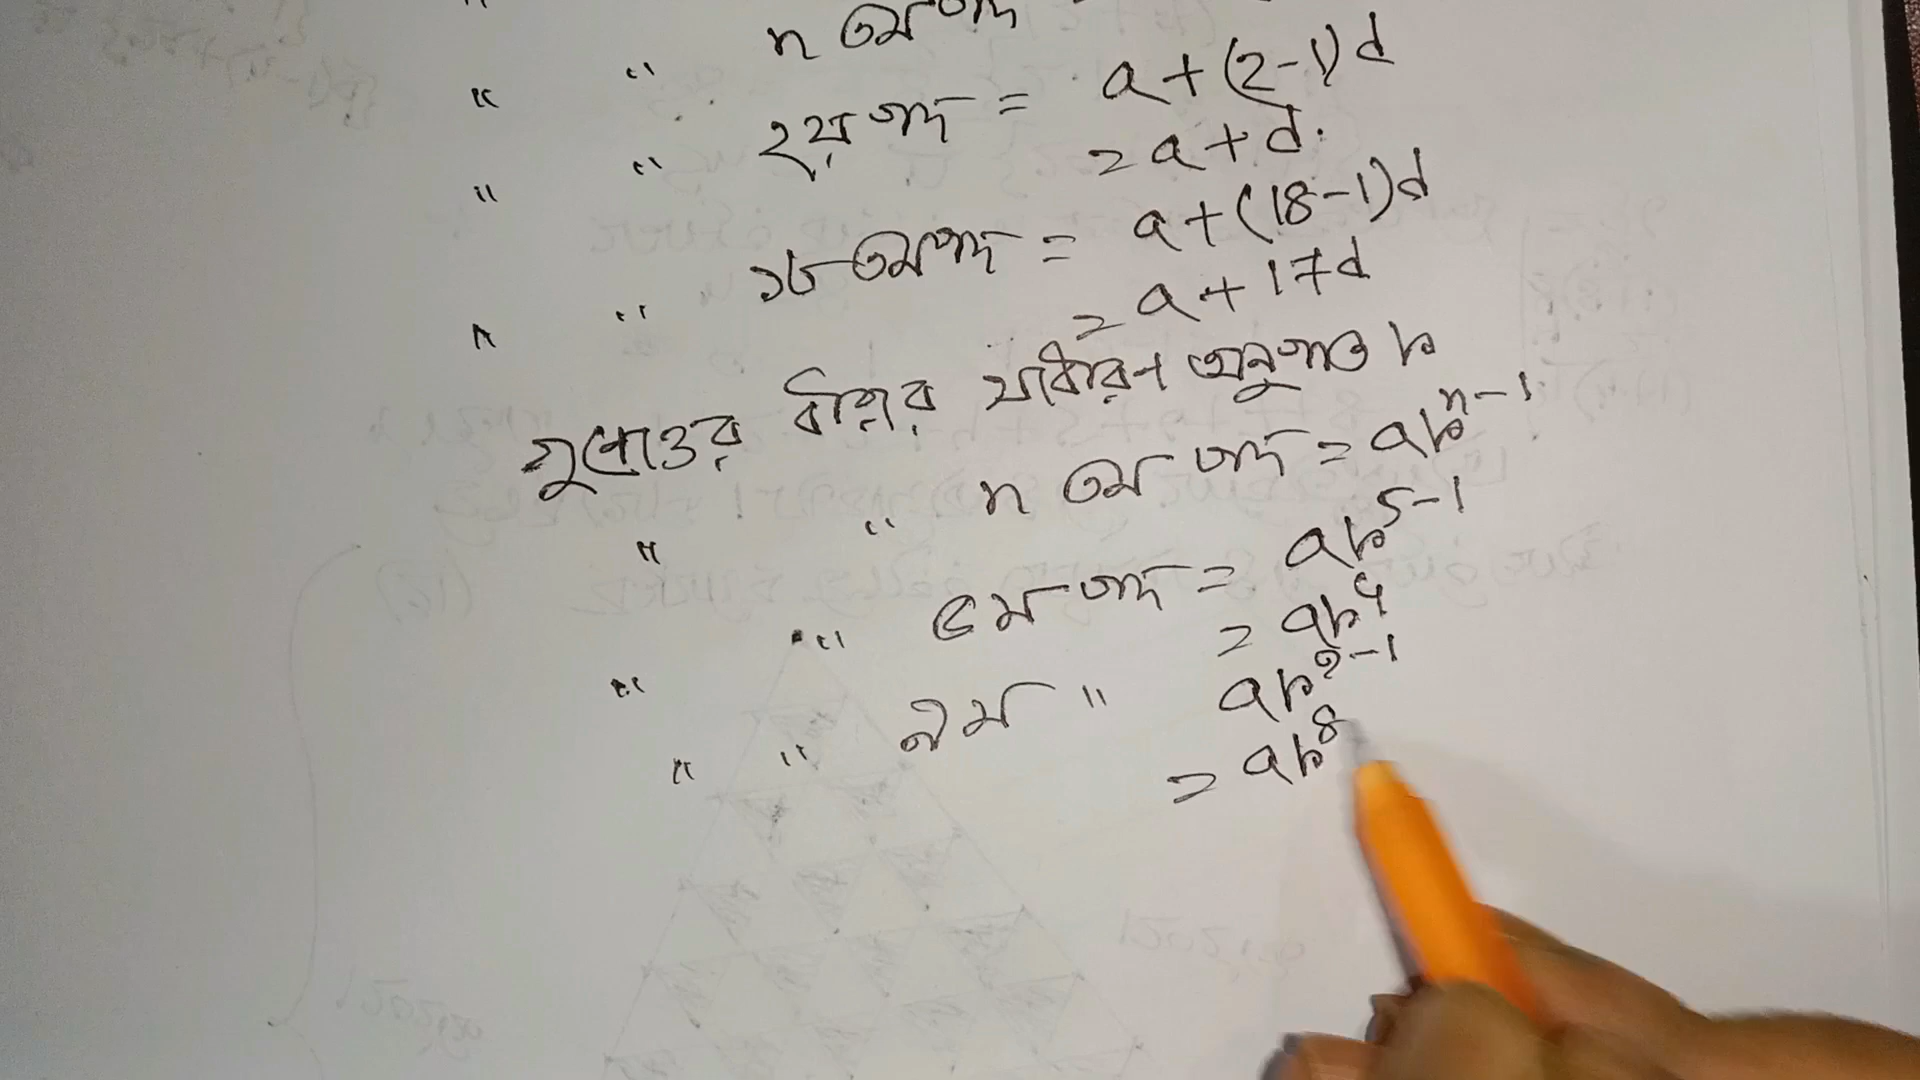 n তম পদ
" " ২য় পদ = a + (2-1)d
= a + d.
" " ১৮ তম পদ = a + (18-1)d
= a + 17d
গুণোত্তর ধারার সাধারণ অনুপাত r
" " n তম পদ = ar^n-1
" " ৫ম পদ = ar^5-1
= ar^4
" " ৯ম " ar^9-1
= ar^8